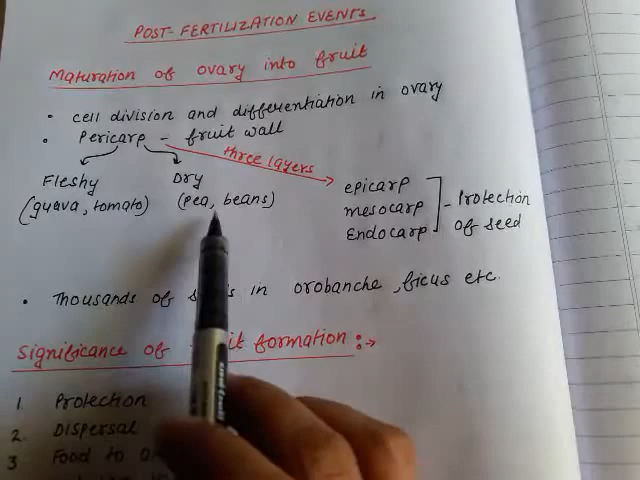 POST-FERTILIZATION EVENTS
Maturation of ovary into fruit
• cell division and differentiation in ovary
• Pericarp - fruit wall
three layers
Fleshy
(guava, tomato)
Dry
(pea, beans)
epicarp
mesocarp
Endocarp
- Protection
of seed
• Thousands of in orobanche, ficus etc.
Significance of formation :→
1. Protection
2. Dispersal
3 Food to